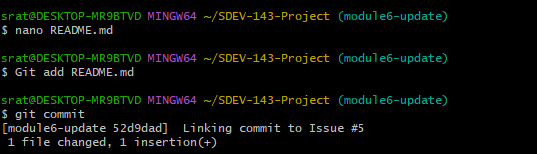 srat@DESKTOP-MR9BTVD MINGW64 ~/SDEV-143-Project (module6-update)
$ nano README.md
srat@DESKTOP-MR9BTVD MINGW64 ~/SDEV-143-Project (module6-update)
$ Git add README.md
srat@DESKTOP-MR9BTVD MINGW64 ~/SDEV-143-Project (module6-update)
$ git commit
[module6-update 52d9dad]  Linking commit to Issue #5
 1 file changed, 1 insertion(+)